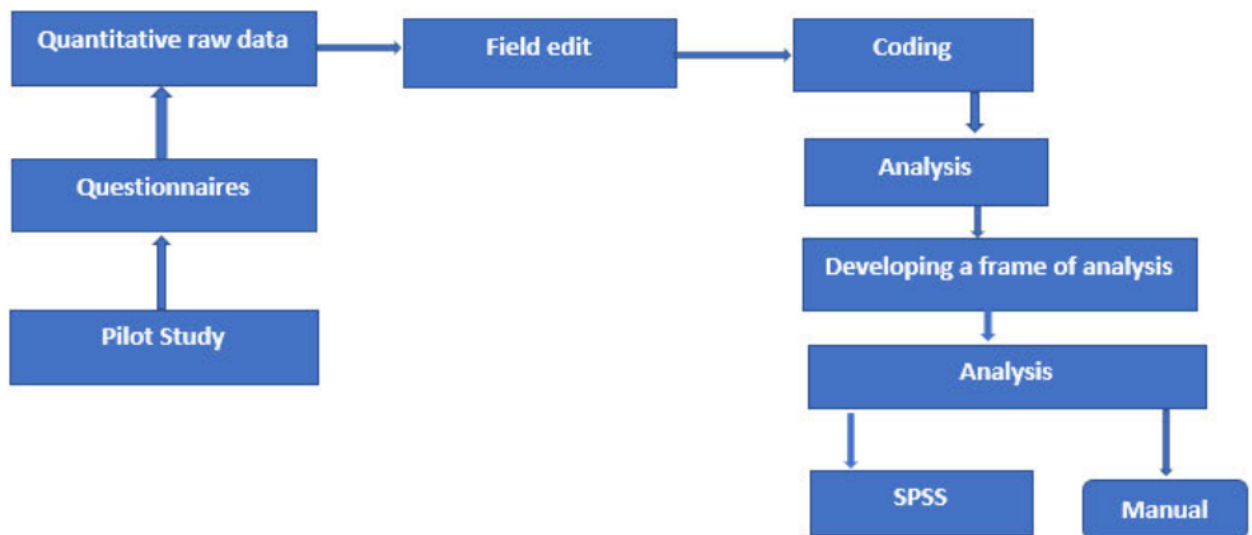 Quantitative raw data
Field edit
Coding
Questionnaires
Analysis
Pilot Study
Developing a frame of analysis
Analysis
SPSS
Manual